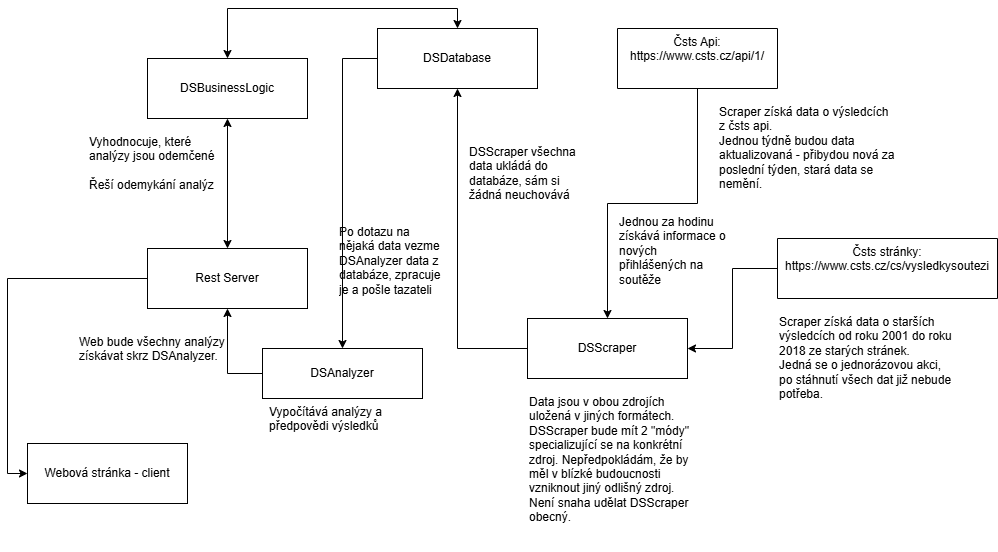 DSDatabase
Čsts Api:
https://www.csts.cz/api/1/
DSBusinessLogic
Scraper získá data o výsledcích
z čsts api.
Jednou týdně budou data
aktualizovaná - přibydou nová za
poslední týden, stará data se
nemění.
Vyhodnocuje, které
analýzy jsou odemčené
Řeší odemykání analýz
DSScraper všechna
data ukládá do
databáze, sám si
žádná neuchovává
Po dotazu na
nějaká data vezme
DSAnalyzer data z
databáze, zpracuje
je a pošle tazateli
Jednou za hodinu
získává informace o
nových
přihlášených na
soutěže
Čsts stránky:
https://www.csts.cz/cs/vysledkysoutezi
Rest Server
Scraper získá data o starších
výsledcích od roku 2001 do roku
2018 ze starých stránek.
Jedná se o jednorázovou akci,
po stáhnutí všech dat již nebude
potřeba.
Web bude všechny analýzy
získávat skrz DSAnalyzer.
DSScraper
DSAnalyzer
Vypočítává analýzy a
předpovědi výsledků
Data jsou v obou zdrojích
uložená v jiných formátech.
DSScraper bude mít 2 "módy"
specializující se na konkrétní
zdroj. Nepředpokládám, že by
měl v blízké budoucnosti
vzniknout jiný odlišný zdroj.
Není snaha udělat DSScraper
obecný.
Webová stránka - client